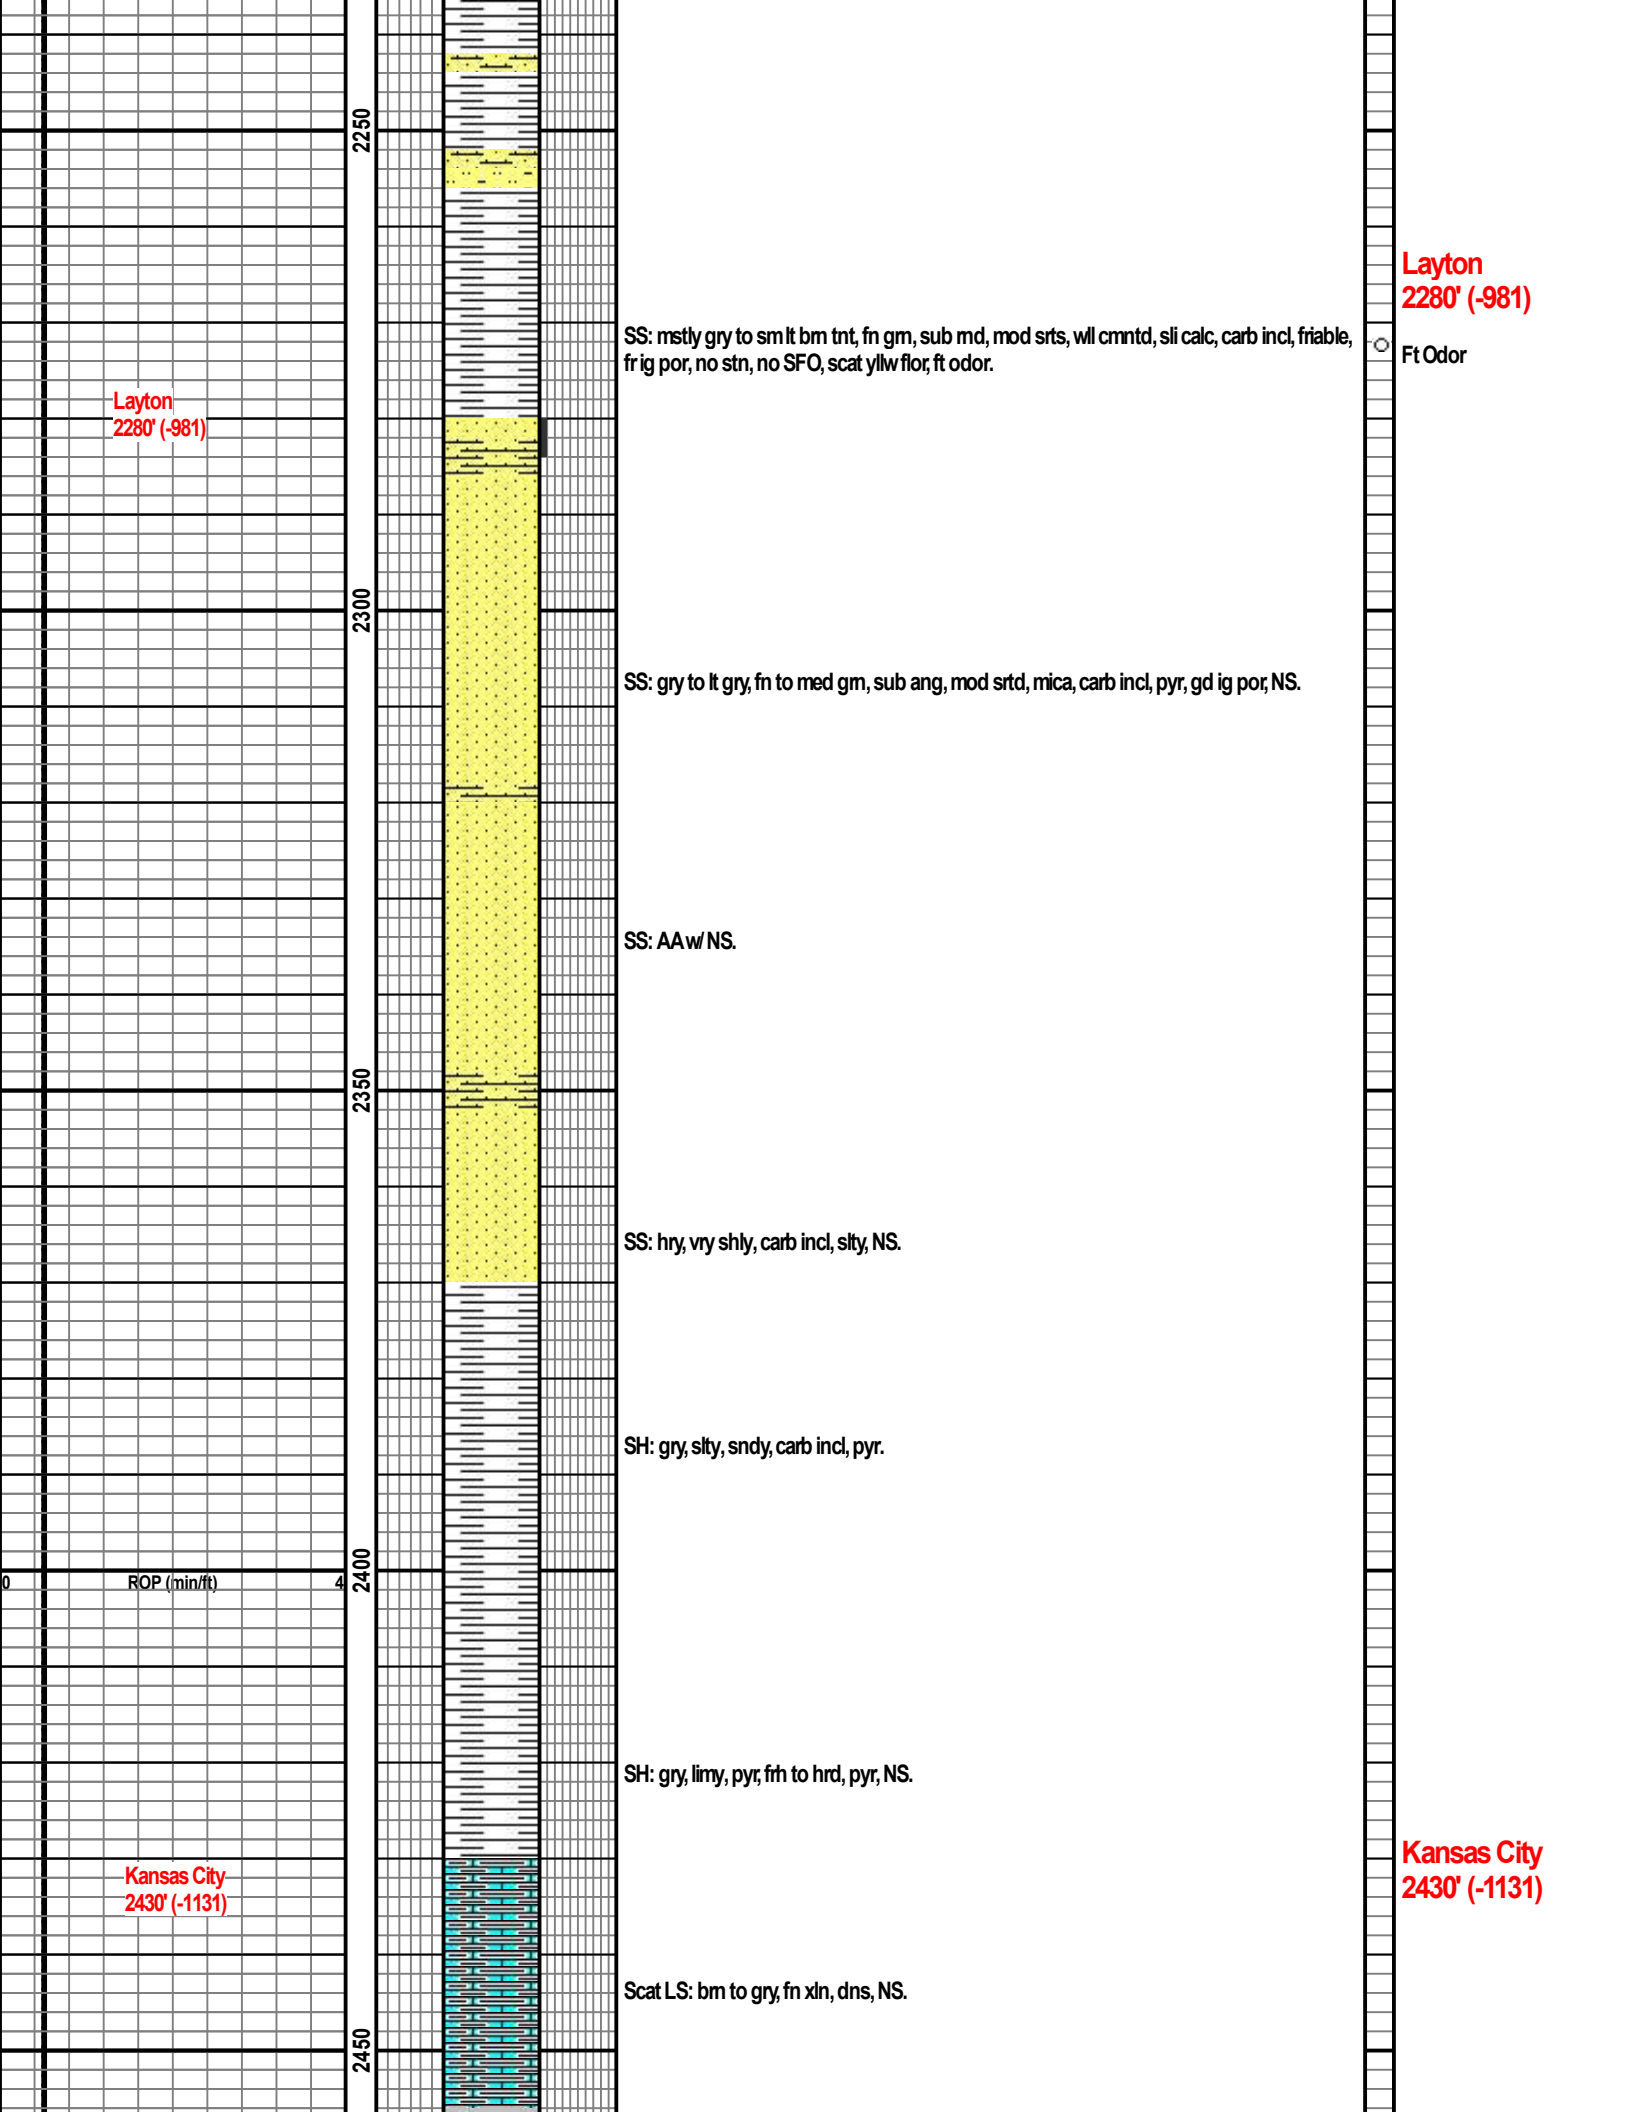 2250
Layton
2280' (-981)
SS: mstly gry to sm lt brn tnt, fn grn, sub rnd, mod srts, wll cmntd, sli calc, carb incl, friable,
fr ig por, no stn, no SFO, scat yllw flor, ft odor.
Ft Odor
Layton
2280' (-981)
2300
SS: gry to lt gry, fn to med grn, sub ang, mod srtd, mica, carb incl, pyr, gd ig por, NS.
SS: AA w/ NS.
2350
SS: hry, vry shly, carb incl, slty, NS.
SH: gry, slty, sndy, carb incl, pyr.
2400
0 ROP (min/ft) 4
SH: gry, limy, pyr, frh to hrd, pyr, NS.
Kansas City
2430' (-1131)
Kansas City
2430' (-1131)
Scat LS: brn to gry, fn xln, dns, NS.
2450